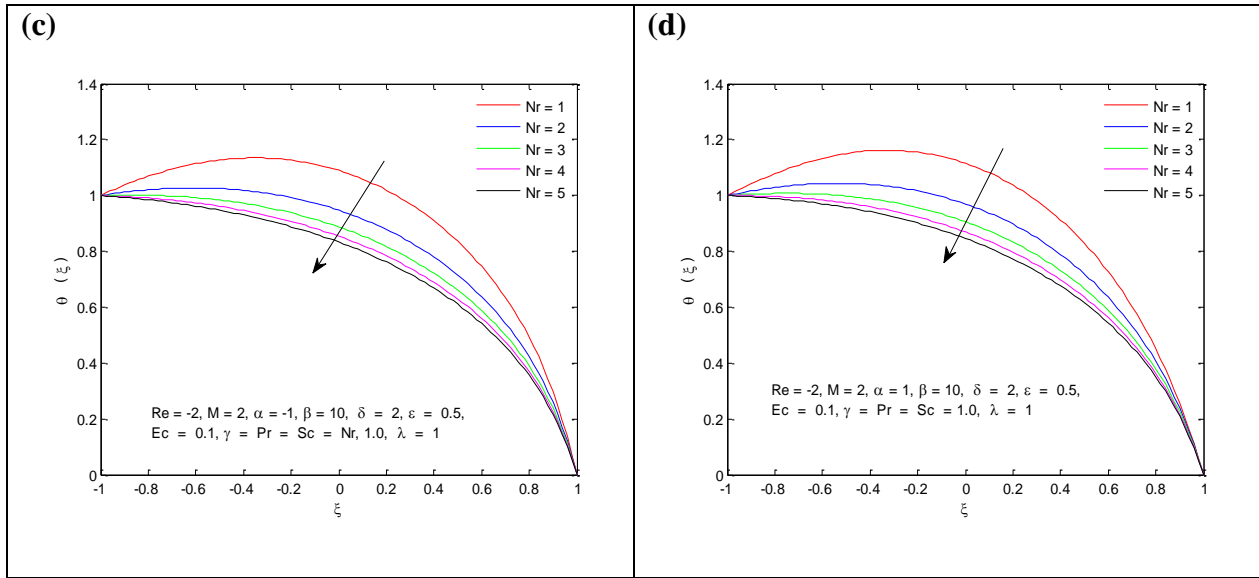 (c)
1.4
1.2
1
0.8
0.6
0.4
0.2
0
θ (ξ)
Nr = 1
Nr = 2
Nr = 3
Nr = 4
Nr = 5
Re = -2, M = 2, α = -1, β = 10, δ = 2, ε = 0.5,
Ec = 0.1, γ = Pr = Sc = Nr, 1.0, λ = 1
-1 -0.8 -0.6 -0.4 -0.2 0 0.2 0.4 0.6 0.8 1
ξ
(d)
1.4
1.2
1
0.8
0.6
0.4
0.2
0
θ (ξ)
Nr = 1
Nr = 2
Nr = 3
Nr = 4
Nr = 5
Re = -2, M = 2, α = 1, β = 10, δ = 2, ε = 0.5,
Ec = 0.1, γ = Pr = Sc = Nr, 1.0, λ = 1
-1 -0.8 -0.6 -0.4 -0.2 0 0.2 0.4 0.6 0.8 1
ξ